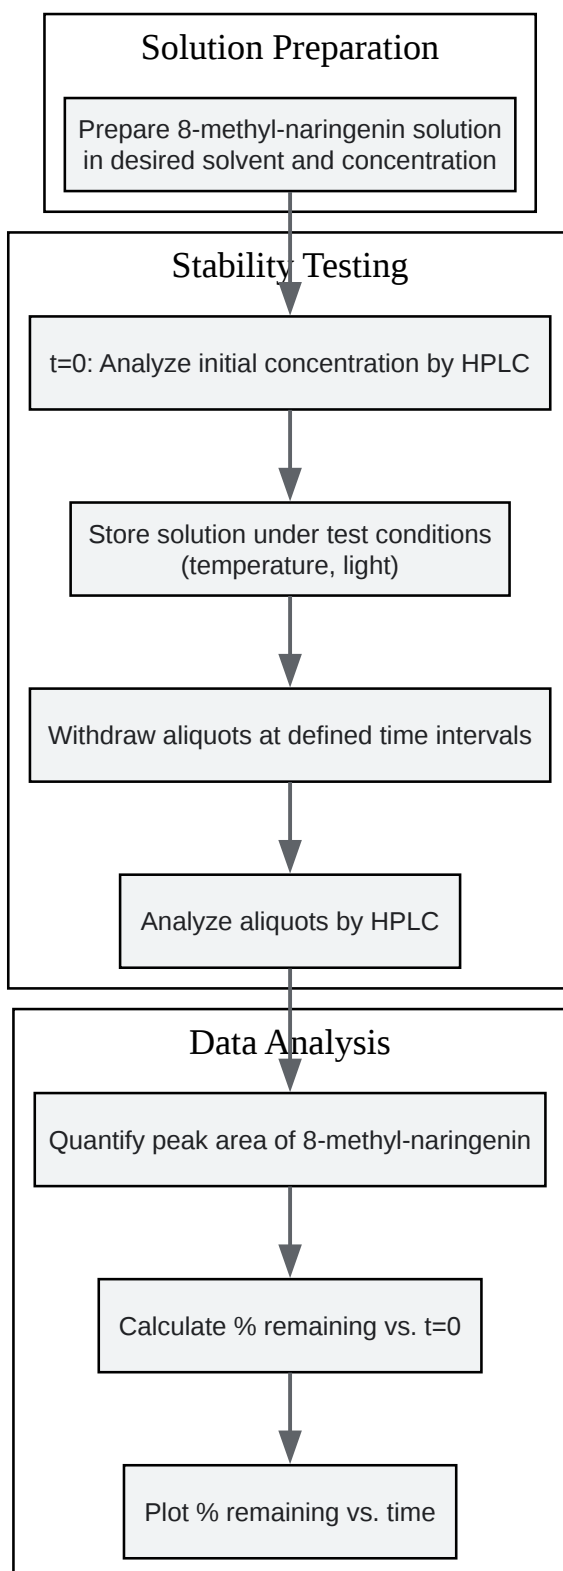 Solution Preparation
Prepare 8-methyl-naringenin solution
in desired solvent and concentration
Stability Testing
t=0: Analyze initial concentration by HPLC
Store solution under test conditions
(temperature, light)
Withdraw aliquots at defined time intervals
Analyze aliquots by HPLC
Data Analysis
Quantify peak area of 8-methyl-naringenin
Calculate % remaining vs. t=0
Plot % remaining vs. time